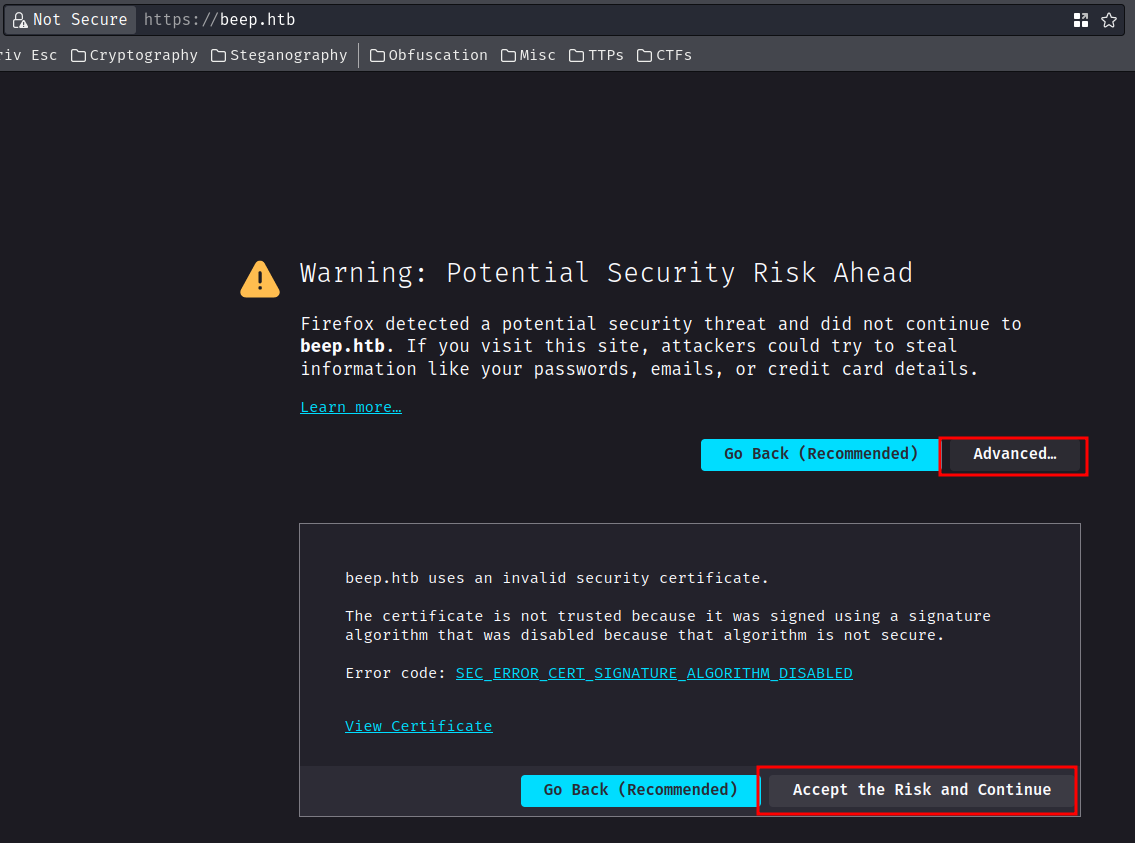 Not Secure https://beep.htb
riv Esc Cryptography Steganography Obfuscation Misc TTPs CTFs
Warning: Potential Security Risk Ahead
Firefox detected a potential security threat and did not continue to
beep.htb. If you visit this site, attackers could try to steal
information like your passwords, emails, or credit card details.
Learn more…
Go Back (Recommended) Advanced…
beep.htb uses an invalid security certificate.
The certificate is not trusted because it was signed using a signature
algorithm that was disabled because that algorithm is not secure.
Error code: SEC_ERROR_CERT_SIGNATURE_ALGORITHM_DISABLED
View Certificate
Go Back (Recommended) Accept the Risk and Continue